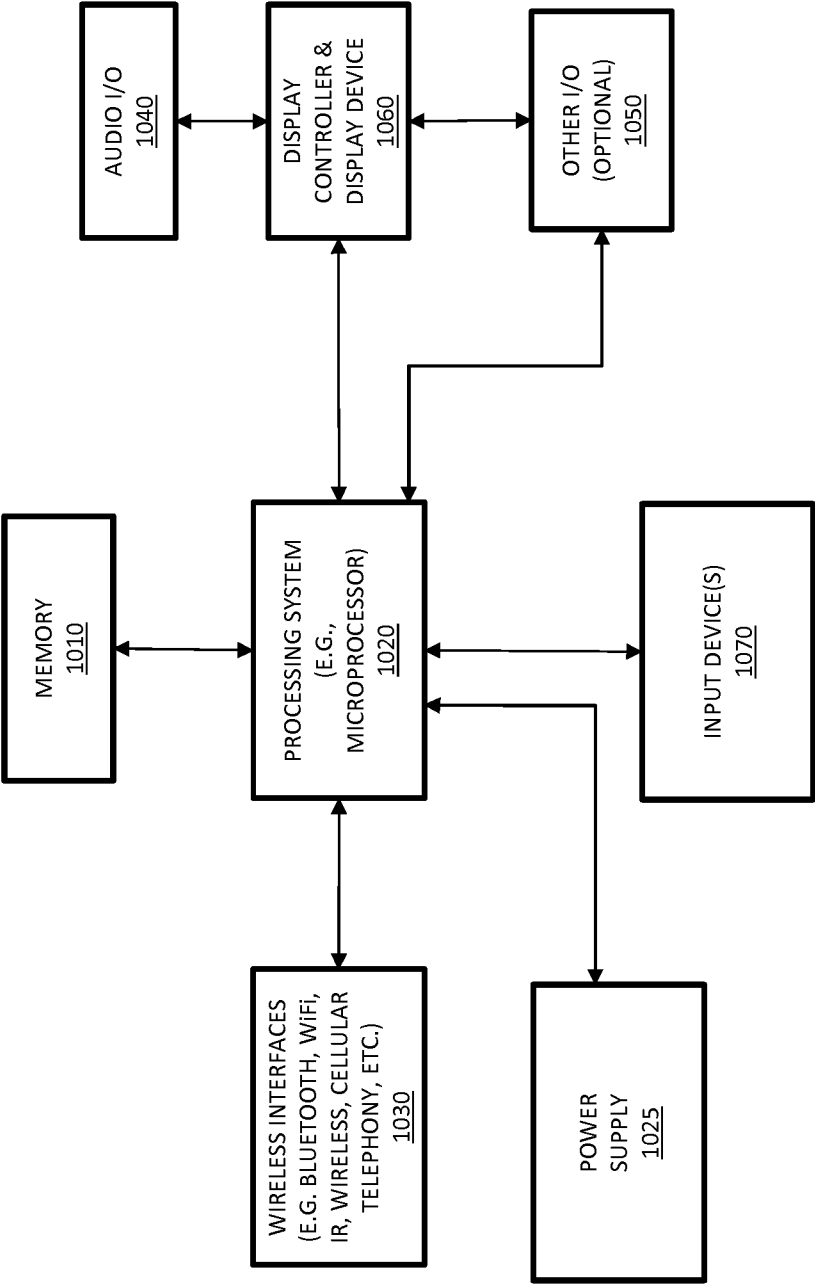 MEMORY
1010
AUDIO I/O
1040
WIRELESS INTERFACES
(E.G. BLUETOOTH, WiFi,
IR, WIRELESS, CELLULAR
TELEPHONY, ETC.)
1030
PROCESSING SYSTEM
(E.G.,
MICROPROCESSOR)
1020
DISPLAY
CONTROLLER &
DISPLAY DEVICE
1060
POWER
SUPPLY
1025
INPUT DEVICE(S)
1070
OTHER I/O
(OPTIONAL)
1050